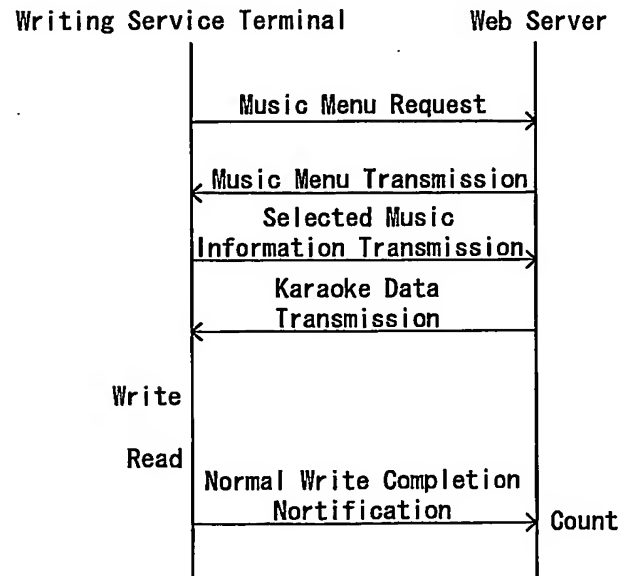 Writing Service Terminal Web Server
Music Menu Request
Music Menu Transmission
Selected Music
Information Transmission
Karaoke Data
Transmission
Write
Read
Normal Write Completion
Nortification
Count